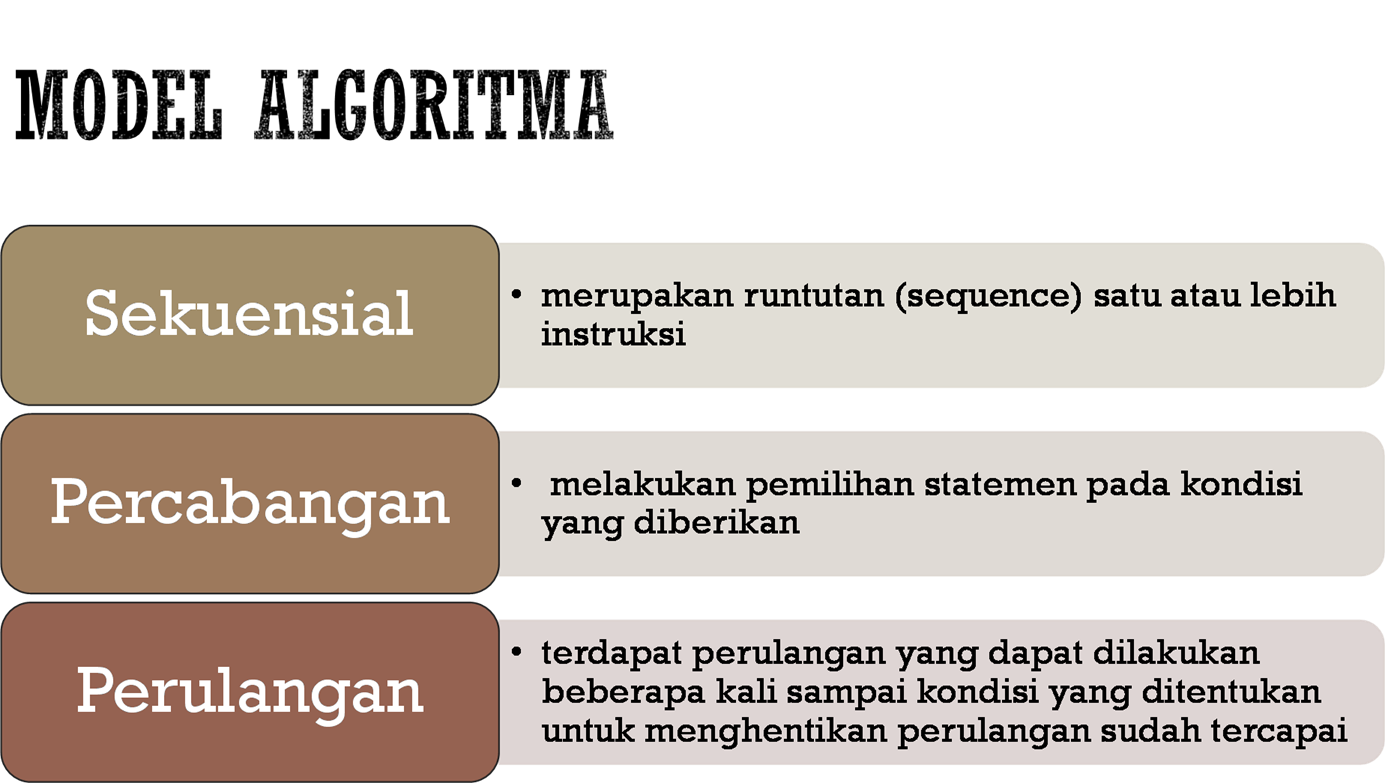 MODEL ALGORITMA
Sekuensial
• merupakan runtutan (sequence) satu atau lebih
instruksi
Percabangan
• melakukan pemilihan statemen pada kondisi
yang diberikan
Perulangan
• terdapat perulangan yang dapat dilakukan
beberapa kali sampai kondisi yang ditentukan
untuk menghentikan perulangan sudah tercapai